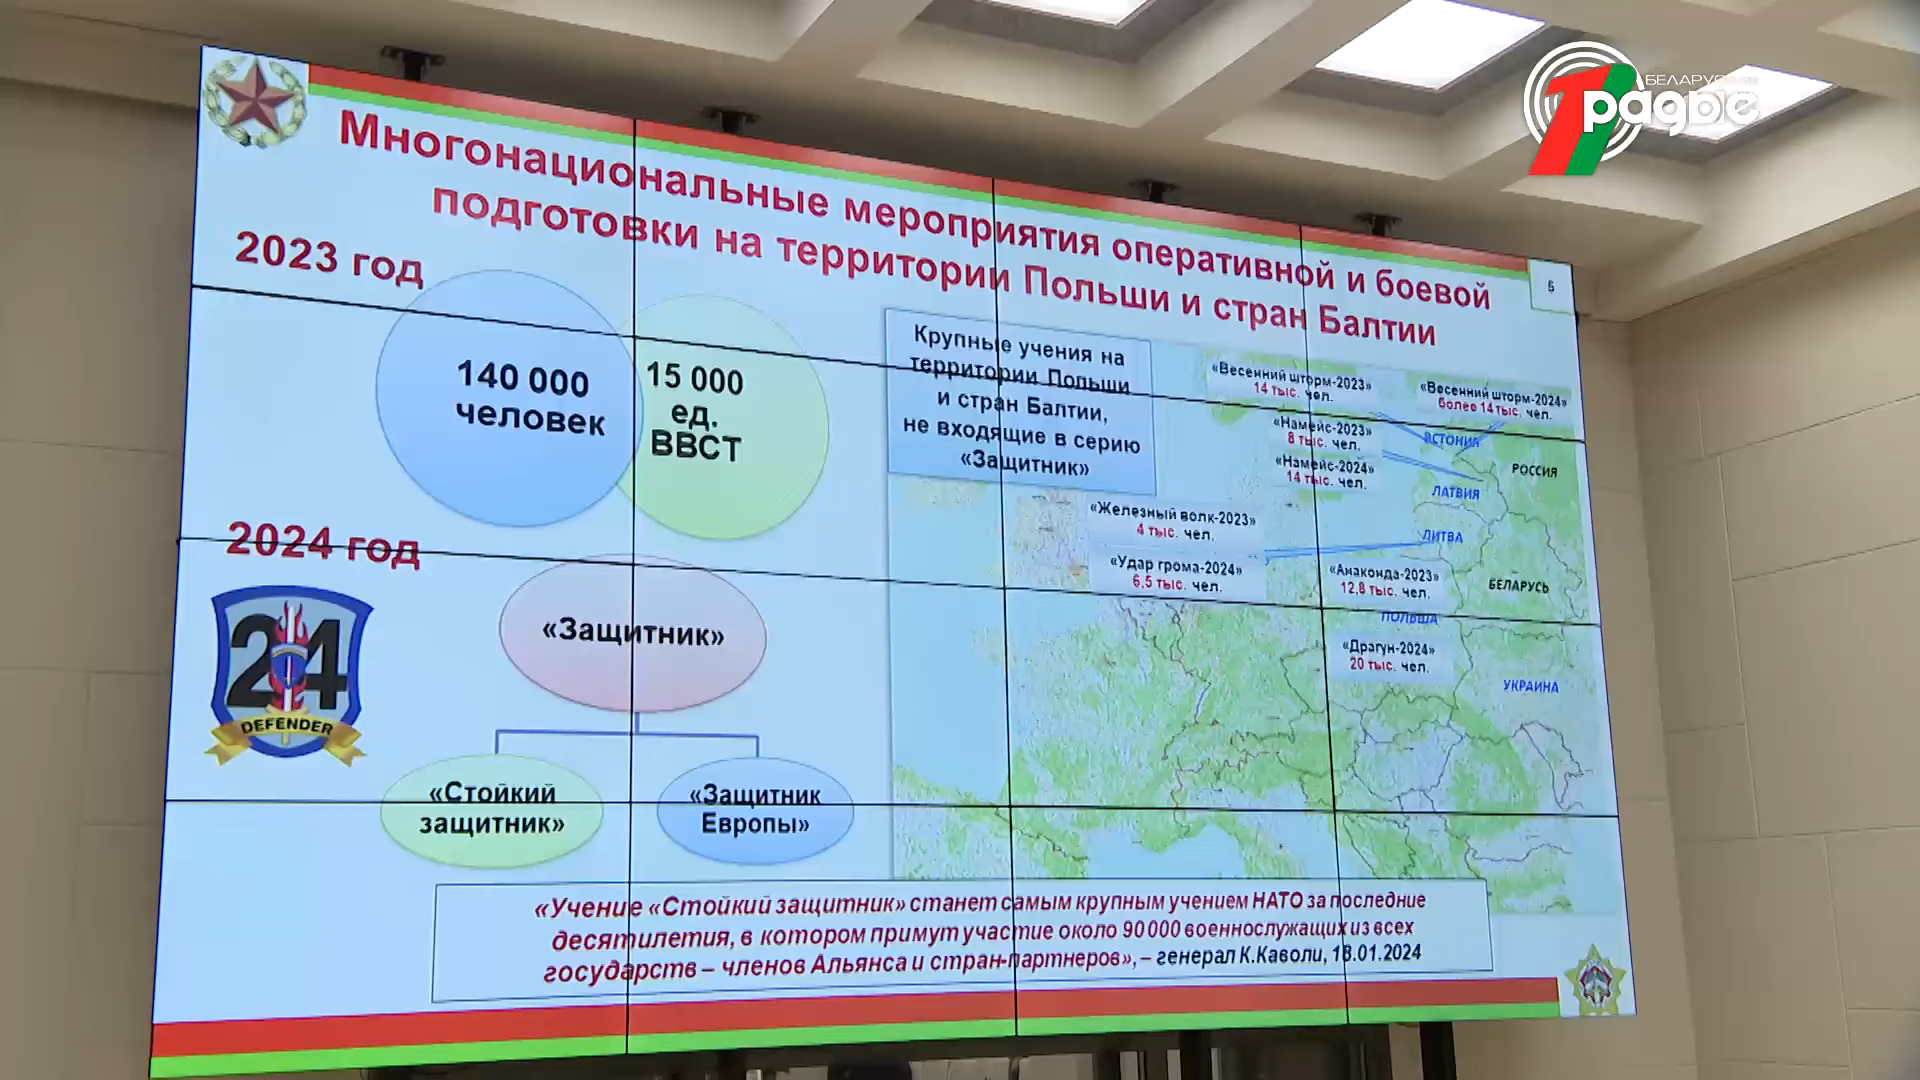 БЕЛАРУСКАЕ
1 радыё
5
Многонациональные мероприятия оперативной и боевой
подготовки на территории Польши и стран Балтии
2023 год
140 000
человек
15 000
ед.
ВВСТ
Крупные учения на
территории Польши
и стран Балтии,
не входящие в серию
«Защитник»
«Весенний шторм-2023»
14 тыс. чел.
«Весенний шторм-2024»
более 14 тыс. чел.
«Намейс-2023»
8 тыс. чел.
«Намейс-2024»
14 тыс. чел.
ЭСТОНИЯ
РОССИЯ
ЛАТВИЯ
«Железный волк-2023»
4 тыс. чел.
ЛИТВА
«Удар грома-2024»
6,5 тыс. чел.
«Анаконда-2023»
12,8 тыс. чел.
БЕЛАРУСЬ
ПОЛЬША
«Драгун-2024»
20 тыс. чел.
УКРАИНА
2024 год
24
DEFENDER
«Защитник»
«Стойкий
защитник»
«Защитник
Европы»
«Учение «Стойкий защитник» станет самым крупным учением НАТО за последние
десятилетия, в котором примут участие около 90 000 военнослужащих из всех
государств – членов Альянса и стран-партнеров», – генерал К.Каволи, 18.01.2024